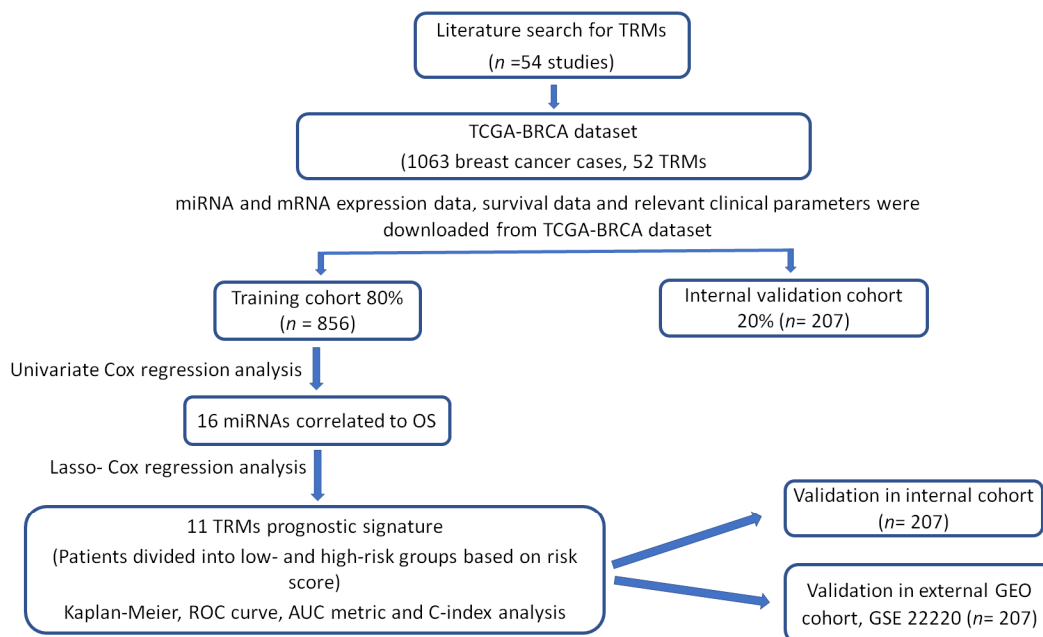 Literature search for TRMs
(n =54 studies)
TCGA-BRCA dataset
(1063 breast cancer cases, 52 TRMs
miRNA and mRNA expression data, survival data and relevant clinical parameters were
downloaded from TCGA-BRCA dataset
Training cohort 80%
(n = 856)
Internal validation cohort
20% (n= 207)
Univariate Cox regression analysis
16 miRNAs correlated to OS
Lasso- Cox regression analysis
11 TRMs prognostic signature
(Patients divided into low- and high-risk groups based on risk
score)
Kaplan-Meier, ROC curve, AUC metric and C-index analysis
Validation in internal cohort
(n= 207)
Validation in external GEO
cohort, GSE 22220 (n= 207)